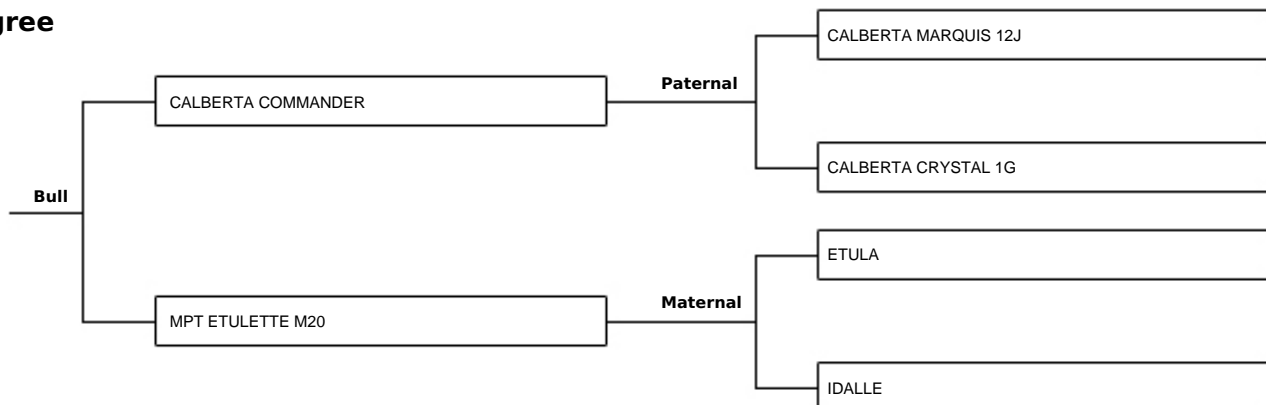 gree
CALBERTA MARQUIS 12J
Paternal
CALBERTA COMMANDER
CALBERTA CRYSTAL 1G
Bull
ETULA
Maternal
MPT ETULETTE M20
IDALLE